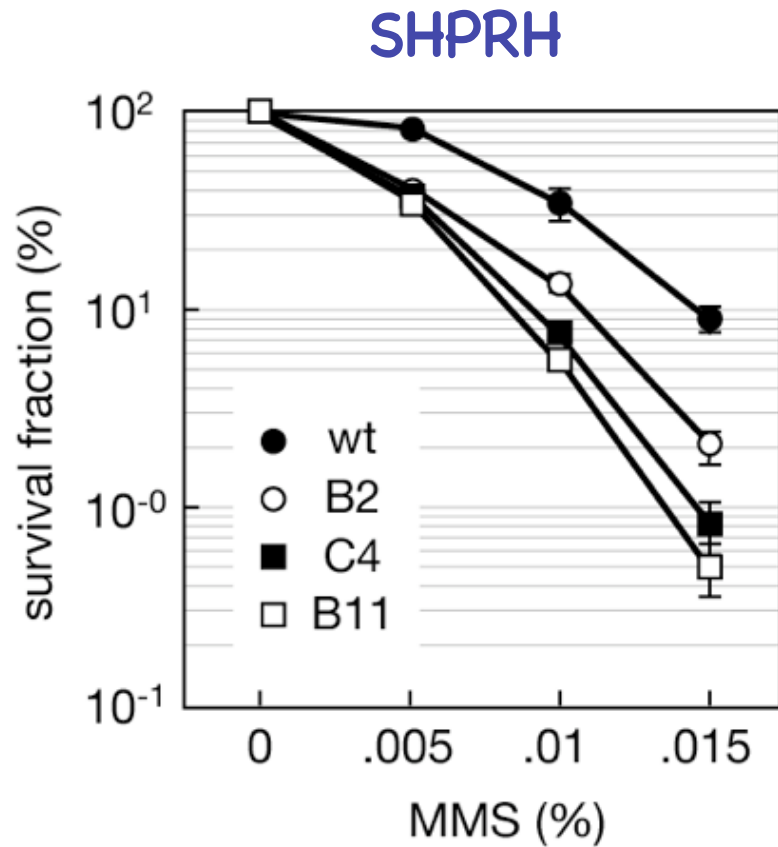 SHPRH
survival fraction (%)
10²
10¹
10⁻⁰
10⁻¹
wt
B2
C4
B11
0 .005 .01 .015
MMS (%)